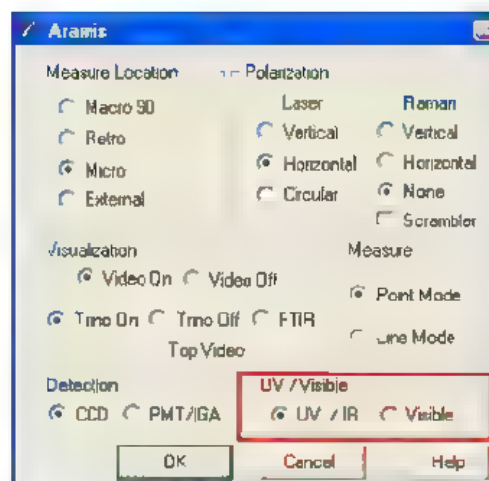 Aramis
Measure Location
Macro 90
Retro
Micro
External
Polarization
Laser
Vertical
Horizontal
Circular
Raman
Vertical
Horizontal
None
Scrambler
Visualization
Video On Video Off
Trino On Trino Off FTIR
Top Video
Measure
Point Mode
Line Mode
Detection
CCD PMT/IGA
UV / Visible
UV / IR Visible
OK Cancel Help